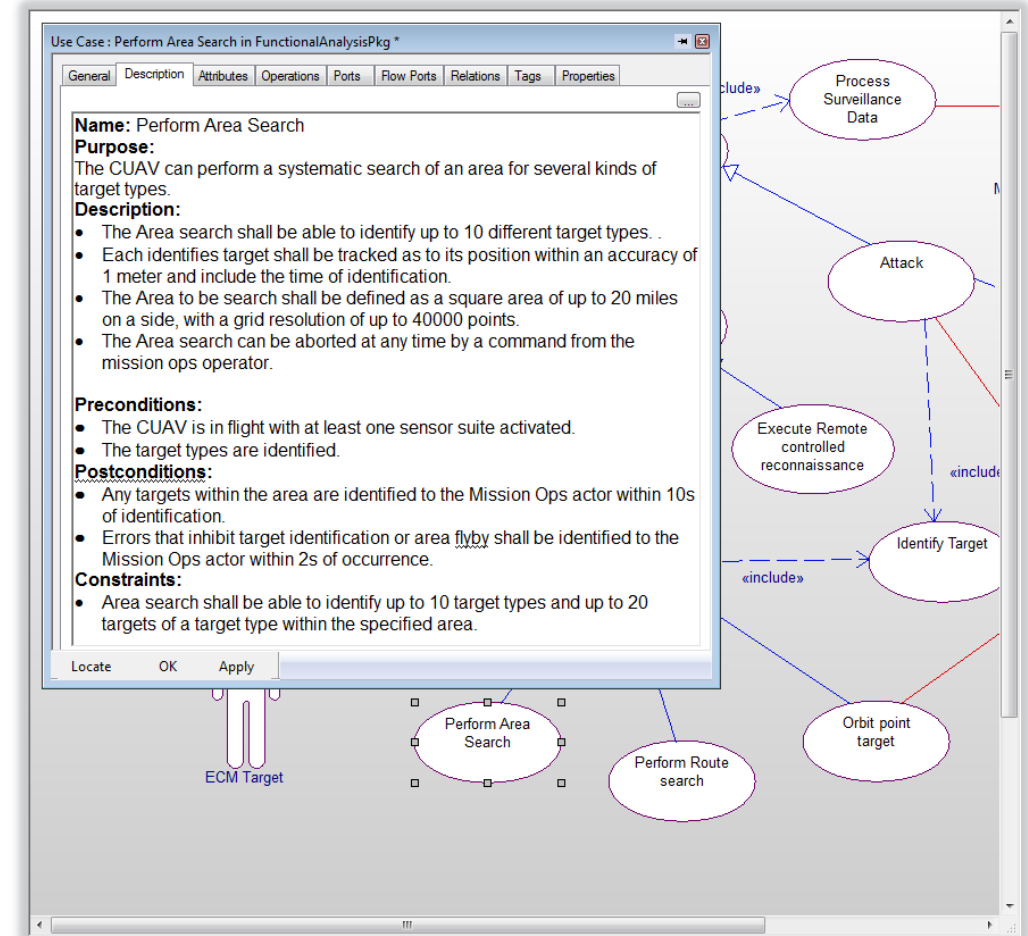 Use Case : Perform Area Search in FunctionalAnalysisPkg *
General Description Attributes Operations Ports Flow Ports Relations Tags Properties
...
Name: Perform Area Search
Purpose:
The CUAV can perform a systematic search of an area for several kinds of
target types.
Description:
• The Area search shall be able to identify up to 10 different target types. .
• Each identifies target shall be tracked as to its position within an accuracy of
1 meter and include the time of identification.
• The Area to be search shall be defined as a square area of up to 20 miles
on a side, with a grid resolution of up to 40000 points.
• The Area search can be aborted at any time by a command from the
mission ops operator.
Preconditions:
• The CUAV is in flight with at least one sensor suite activated.
• The target types are identified.
Postconditions:
• Any targets within the area are identified to the Mission Ops actor within 10s
of identification.
• Errors that inhibit target identification or area flyby shall be identified to the
Mission Ops actor within 2s of occurrence.
Constraints:
• Area search shall be able to identify up to 10 target types and up to 20
targets of a target type within the specified area.
Locate OK Apply
clude»
Process
Surveillance
Data
Attack
Execute Remote
controlled
reconnaissance
«include
Identify Target
«include»
ECM Target
Perform Area
Search
Perform Route
search
Orbit point
target